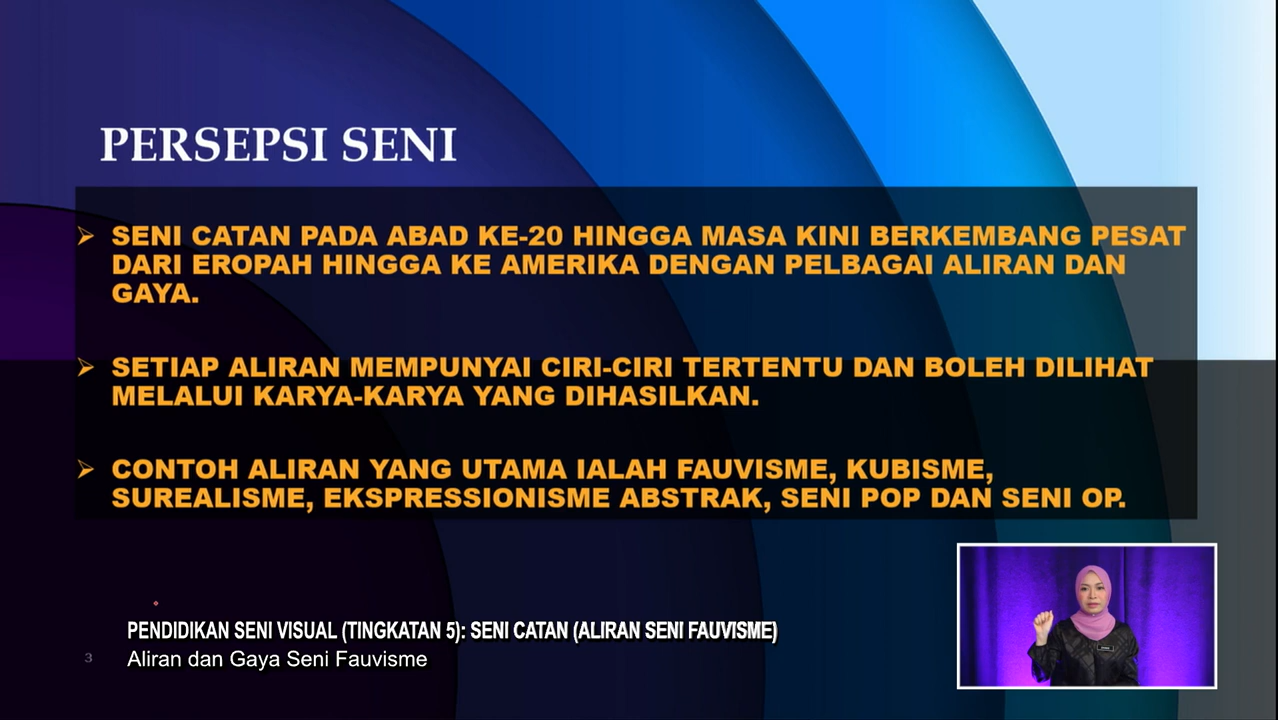 PERSEPSI SENI
SENI CATAN PADA ABAD KE-20 HINGGA MASA KINI BERKEMBANG PESAT
DARI EROPAH HINGGA KE AMERIKA DENGAN PELBAGAI ALIRAN DAN
GAYA.
SETIAP ALIRAN MEMPUNYAI CIRI-CIRI TERTENTU DAN BOLEH DILIHAT
MELALUI KARYA-KARYA YANG DIHASILKAN.
CONTOH ALIRAN YANG UTAMA IALAH FAUVISME, KUBISME,
SUREALISME, EKSPRESSIONISME ABSTRAK, SENI POP DAN SENI OP.
PENDIDIKAN SENI VISUAL (TINGKATAN 5): SENI CATAN (ALIRAN SENI FAUVISME)
3
Aliran dan Gaya Seni Fauvisme